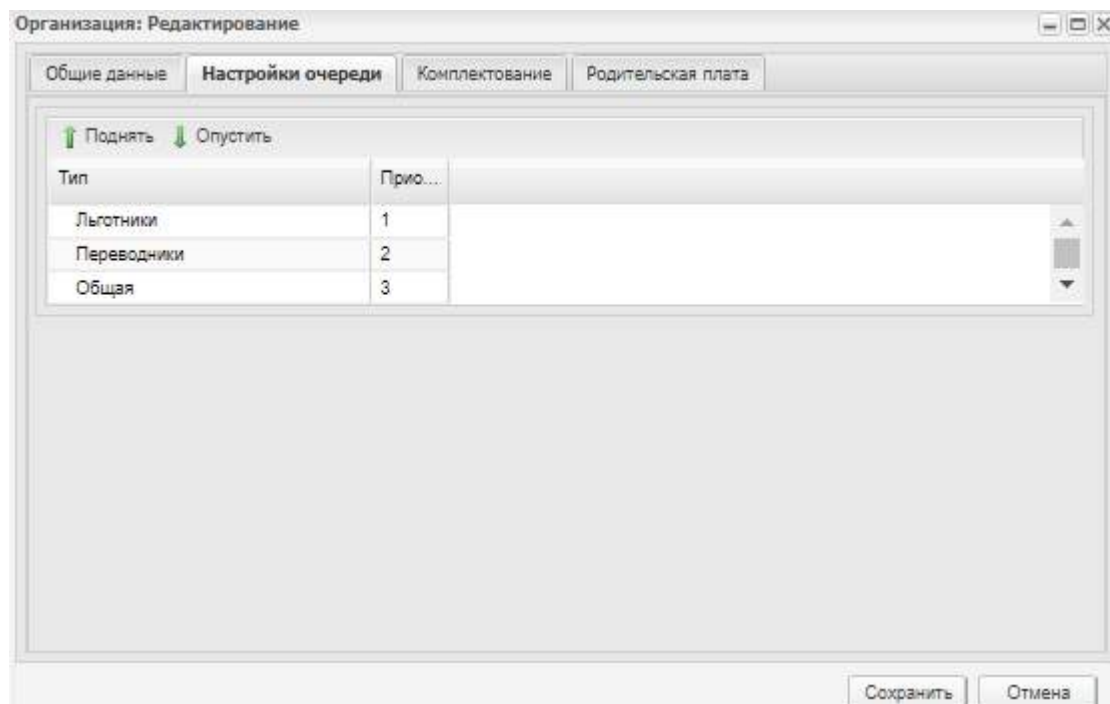 Организация: Редактирование
Общие данные Настройки очереди Комплектование Родительская плата
Поднять Опустить
Тип Прио...
Льготники 1
Переводники 2
Общая 3
Сохранить Отмена